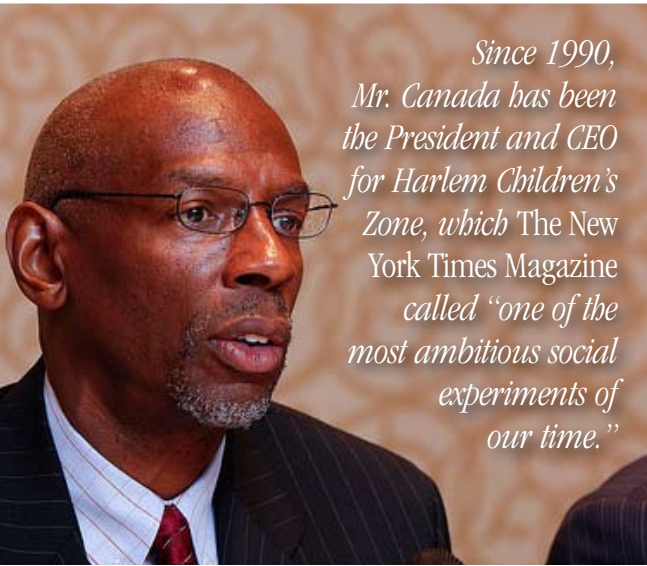 Since 1990,
Mr. Canada has been
the President and CEO
for Harlem Children’s
Zone, which The New
York Times Magazine
called “one of the
most ambitious social
experiments of
our time.”